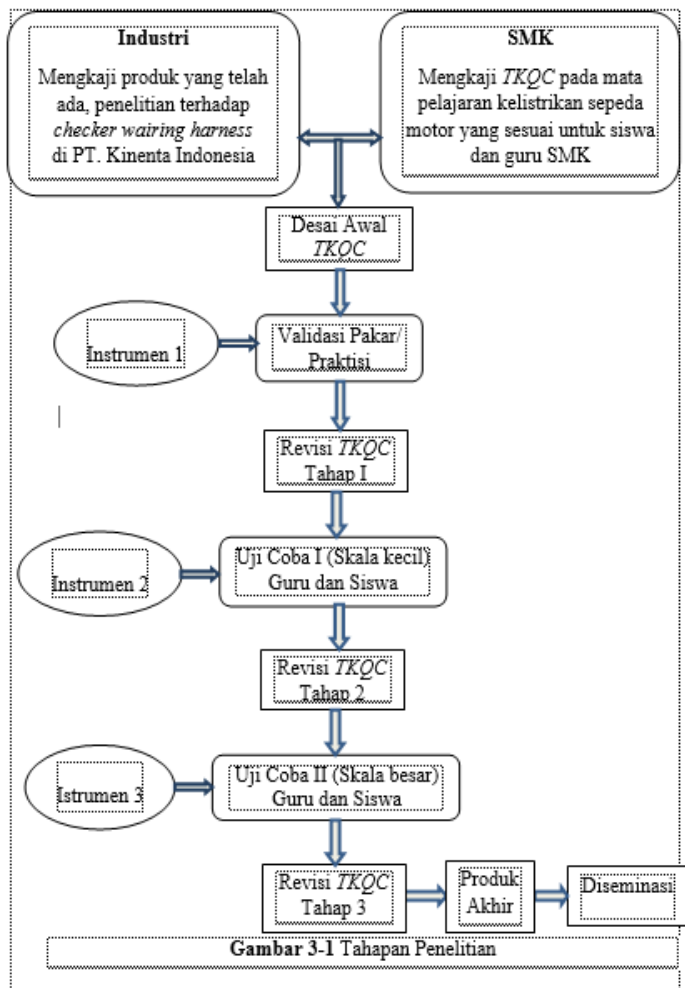 Industri
Mengkaji produk yang telah
ada, penelitian terhadap
checker wairing harness
di PT. Kinenta Indonesia
SMK
Mengkaji TKQC pada mata
pelajaran kelistrikan sepeda
motor yang sesuai untuk siswa
dan guru SMK
Desai Awal
TKQC
Instrumen 1
Validasi Pakar/
Praktisi
Revisi TKQC
Tahap I
Instrumen 2
Uji Coba I (Skala kecil)
Guru dan Siswa
Revisi TKQC
Tahap 2
Istrumen 3
Uji Coba II (Skala besar)
Guru dan Siswa
Revisi TKQC
Tahap 3
Produk
Akhir
Diseminasi
Gambar 3-1 Tahapan Penelitian